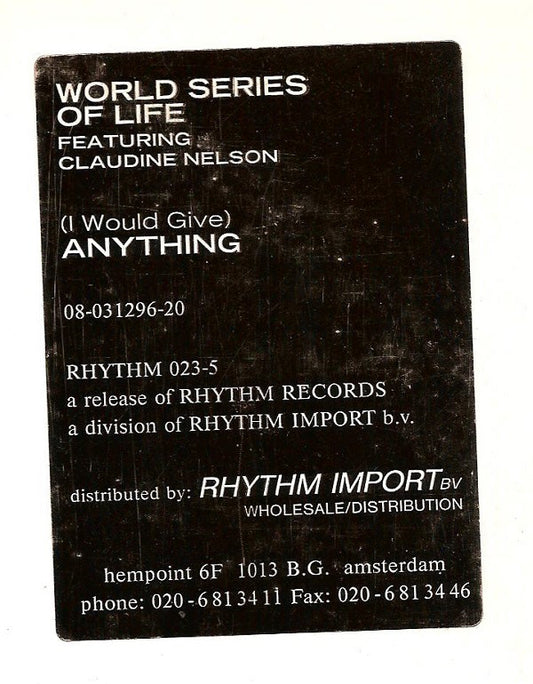 WORLD SERIES
OF LIFE
FEATURING
CLAUDINE NELSON
(I Would Give)
ANYTHING
08-031296-20
RHYTHM 023-5
a release of RHYTHM RECORDS
a division of RHYTHM IMPORT b.v.
distributed by: RHYTHM IMPORT BV
WHOLESALE/DISTRIBUTION
hempoint 6F 1013 B.G. amsterdam
phone: 020-6813411 Fax: 020-6813446